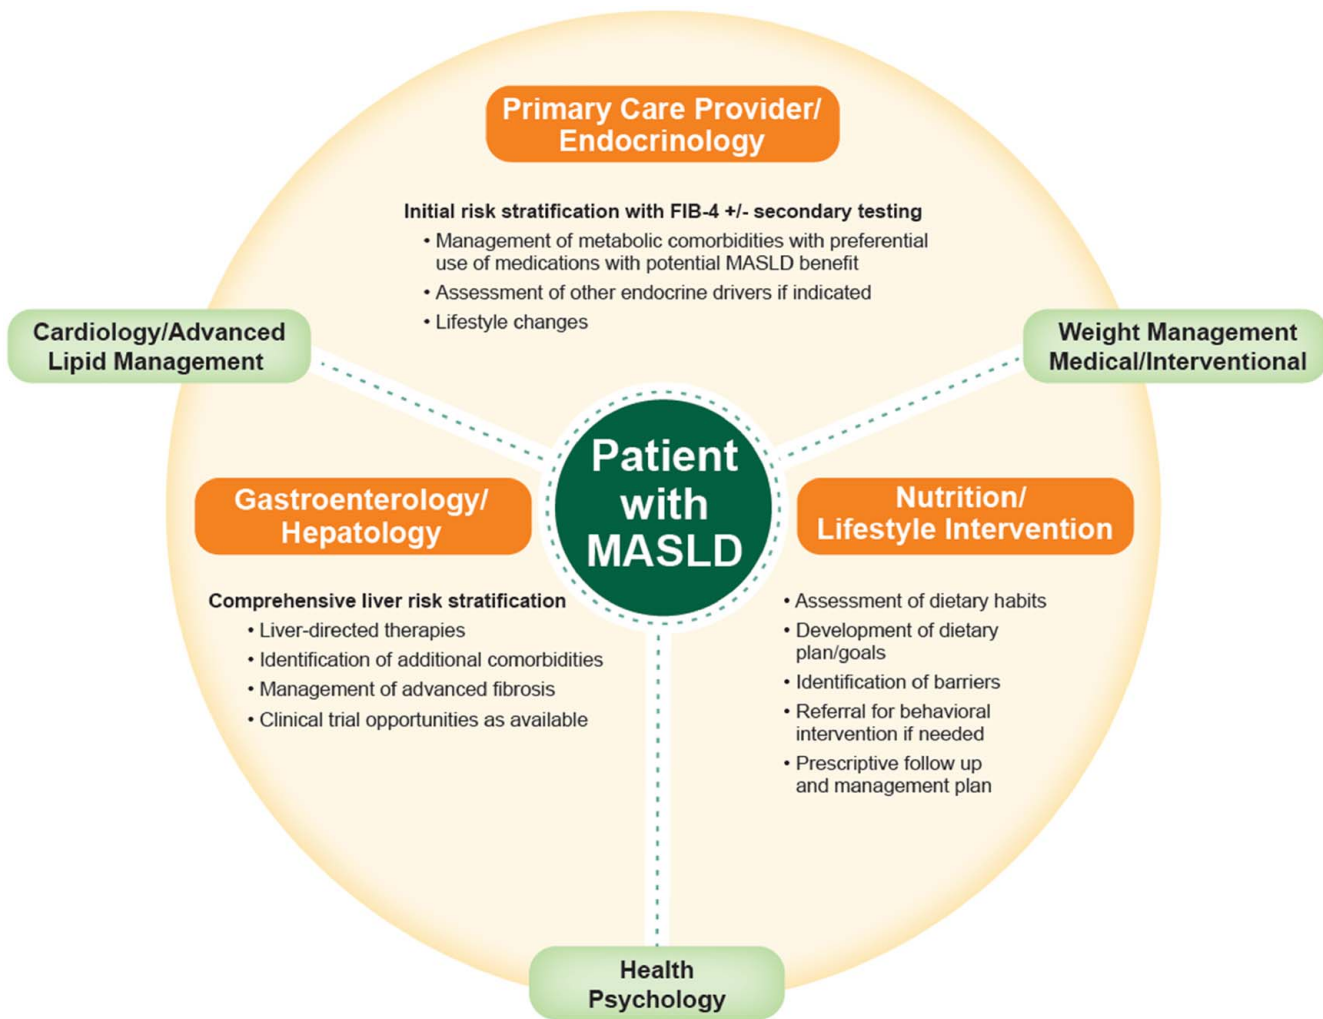 Primary Care Provider/
Endocrinology
Initial risk stratification with FIB-4 +/- secondary testing
• Management of metabolic comorbidities with preferential
use of medications with potential MASLD benefit
• Assessment of other endocrine drivers if indicated
• Lifestyle changes
Cardiology/Advanced
Lipid Management
Weight Management
Medical/Interventional
Patient
with
MASLD
Gastroenterology/
Hepatology
Comprehensive liver risk stratification
• Liver-directed therapies
• Identification of additional comorbidities
• Management of advanced fibrosis
• Clinical trial opportunities as available
Nutrition/
Lifestyle Intervention
• Assessment of dietary habits
• Development of dietary
plan/goals
• Identification of barriers
• Referral for behavioral
intervention if needed
• Prescriptive follow up
and management plan
Health
Psychology